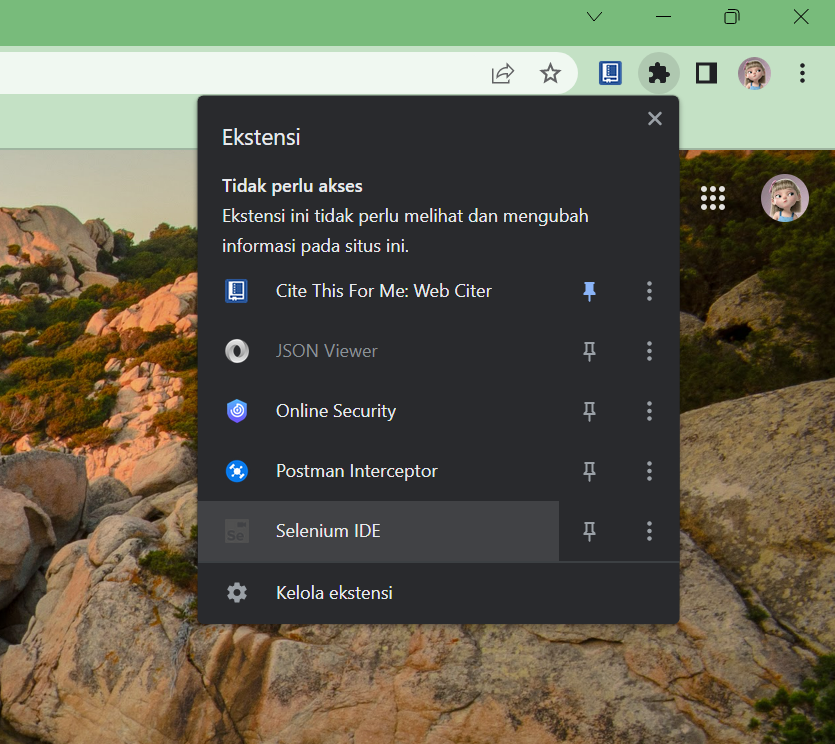 Ekstensi
Tidak perlu akses
Ekstensi ini tidak perlu melihat dan mengubah
informasi pada situs ini.
Cite This For Me: Web Citer
JSON Viewer
Online Security
Postman Interceptor
Se
Selenium IDE
Kelola ekstensi